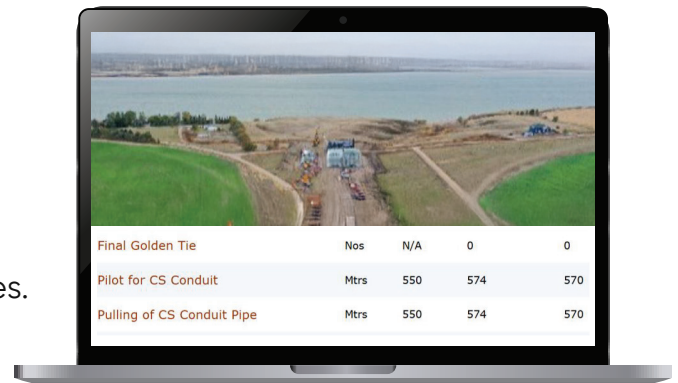 Final Golden Tie Nos N/A 0 0
es.
Pilot for CS Conduit Mtrs 550 574 570
Pulling of CS Conduit Pipe Mtrs 550 574 570